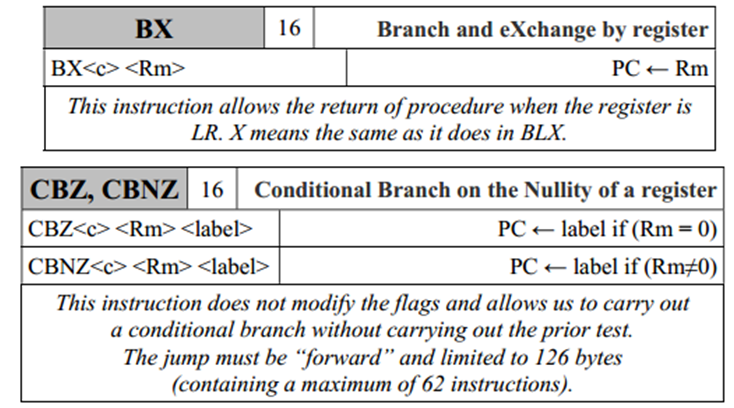 BX 16 Branch and eXchange by register
BX<c> <Rm> PC ← Rm
This instruction allows the return of procedure when the register is
LR. X means the same as it does in BLX.
CBZ, CBNZ 16 Conditional Branch on the Nullity of a register
CBZ<c> <Rm> <label> PC ← label if (Rm = 0)
CBNZ<c> <Rm> <label> PC ← label if (Rm≠0)
This instruction does not modify the flags and allows us to carry out
a conditional branch without carrying out the prior test.
The jump must be “forward” and limited to 126 bytes
(containing a maximum of 62 instructions).